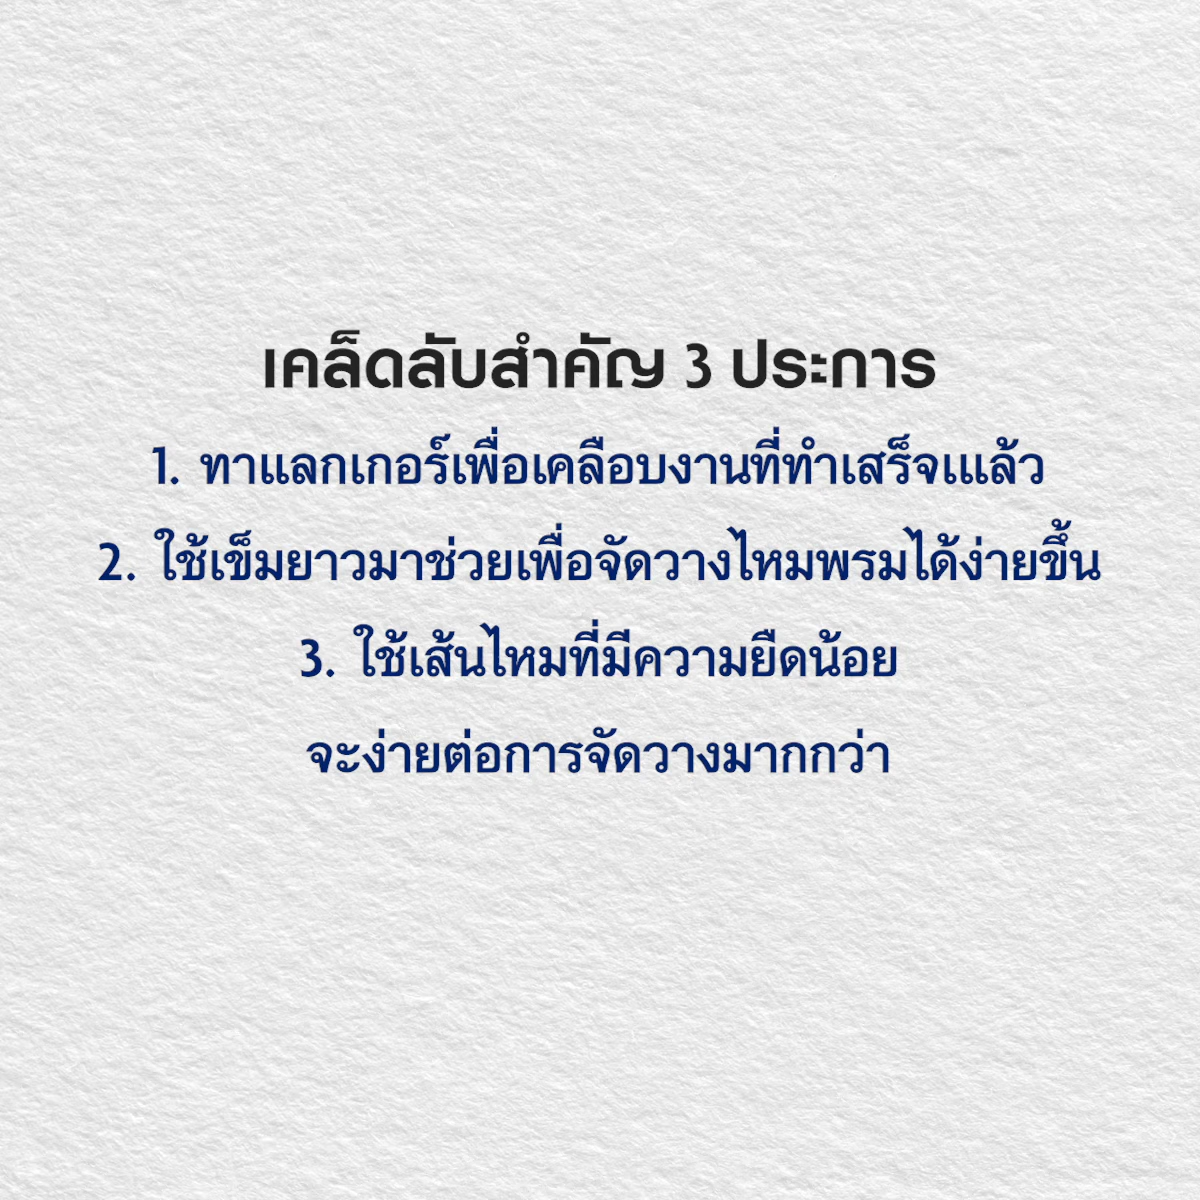 เคล็ดลับสำคัญ 3 ประการ
1. ทาแลกเกอร์เพื่อเคลือบงานที่ทำเสร็จแล้ว
2. ใช้เข็มยาวมาช่วยเพื่อจัดวางไหมพรมได้ง่ายขึ้น
3. ใช้เส้นไหมที่มีความยืดน้อย
จะง่ายต่อการจัดวางมากกว่า